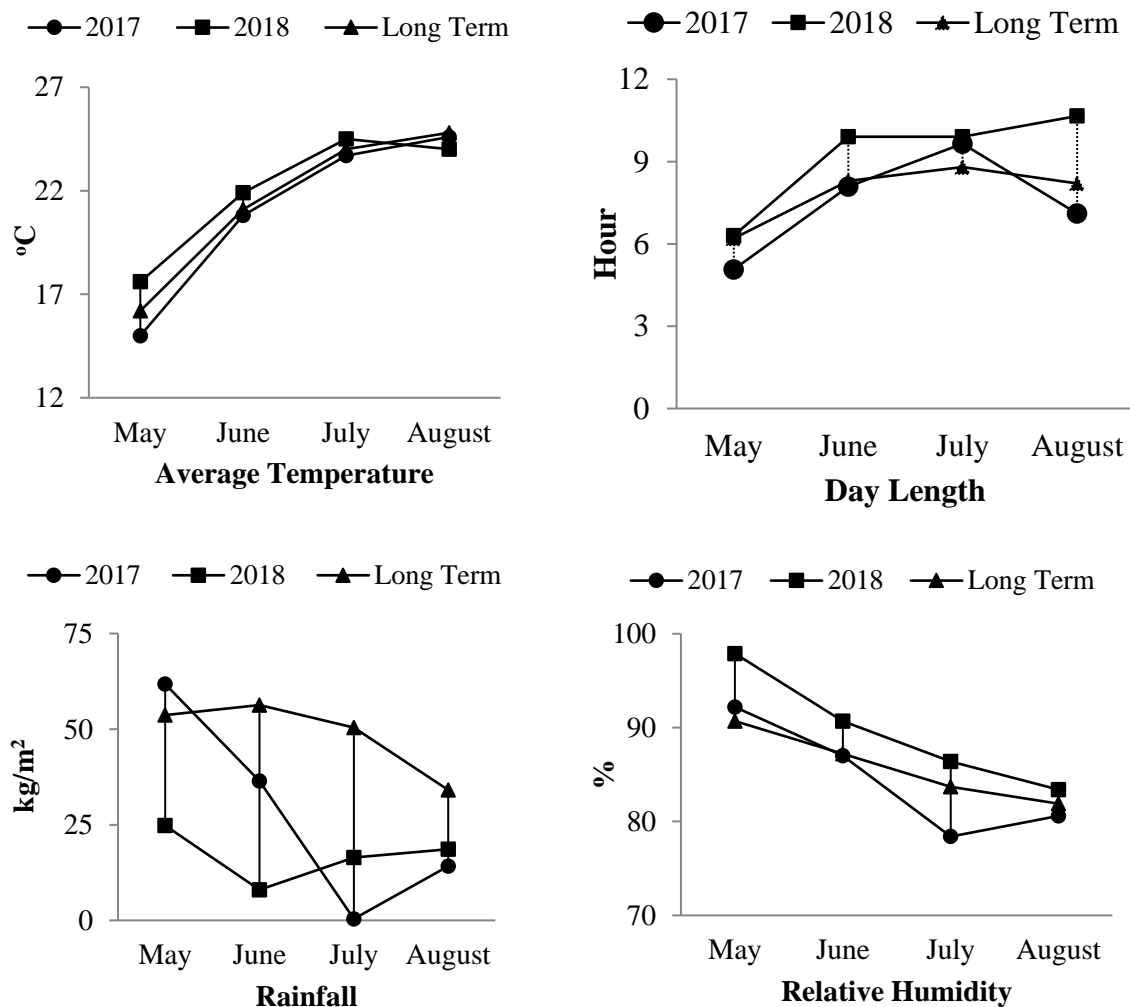 2017 2018 Long Term
27
22
17
12
ºC
May June July August
Average Temperature
2017 2018 Long Term
12
9
6
3
0
Hour
May June July August
Day Length
2017 2018 Long Term
75
50
25
0
kg/m²
May June July August
Rainfall
2017 2018 Long Term
100
90
80
70
%
May June July August
Relative Humidity